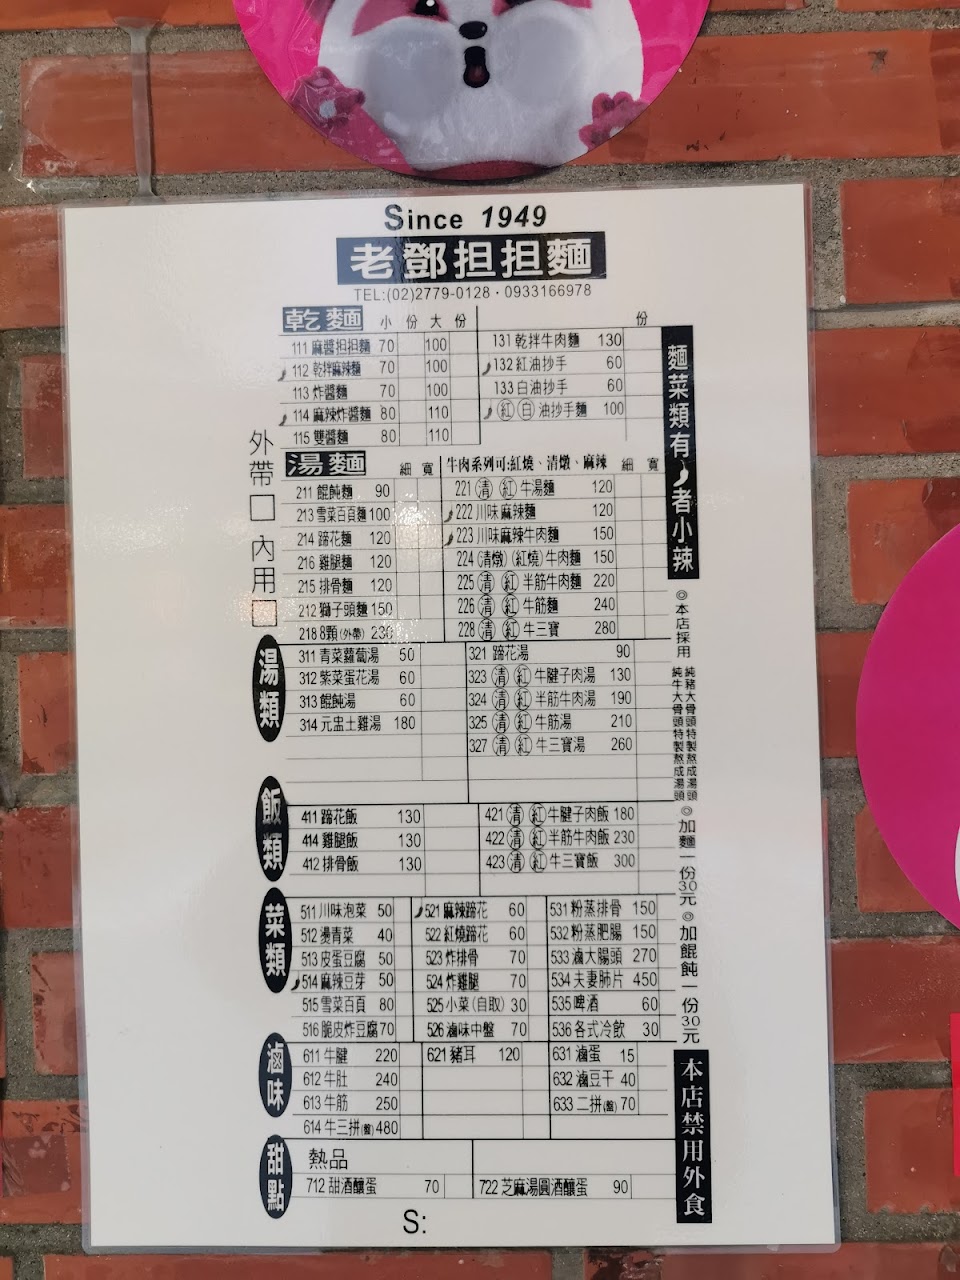 Since 1949
老鄧担担麵
TEL:(02)2779-0128・0933166978
外帶□ 內用□
乾麵 小 份 大 份
111 麻醬担担麵 70 100
112 乾拌麻辣麵 70 100
113 炸醬麵 70 100
114 麻辣炸醬麵 80 110
115 雙醬麵 80 110
份
131 乾拌牛肉麵 130
132 紅油抄手 60
133 白油抄手 60
㊀紅 白 油抄手麵 100
湯麵 細 寬
211 餛飩麵 90
213 雪菜百頁麵 100
214 蹄花麵 120
216 雞腿麵 120
215 排骨麵 120
212 獅子頭麵 150
218 8顆(外帶) 230
牛肉系列可:紅燒、清燉、麻辣 細 寬
221 清 紅 牛湯麵 120
222 川味麻辣麵 120
223 川味麻辣牛肉麵 150
224 (清燉)(紅燒)牛肉麵 150
225 清 紅 半筋牛肉麵 220
226 清 紅 牛筋麵 240
228 清 紅 牛三寶 280
湯類
311 青菜蘿蔔湯 50
312 紫菜蛋花湯 60
313 餛飩湯 60
314 元盅土雞湯 180
321 蹄花湯 90
323 清 紅 牛腱子肉湯 130
324 清 紅 半筋牛肉湯 190
325 清 紅 牛筋湯 210
327 清 紅 牛三寶湯 260
飯類
411 蹄花飯 130
414 雞腿飯 130
412 排骨飯 130
421 清 紅 牛腱子肉飯 180
422 清 紅 半筋牛肉飯 230
423 清 紅 牛三寶飯 300
菜類
511 川味泡菜 50
512 燙青菜 40
513 皮蛋豆腐 50
514 麻辣豆芽 50
515 雪菜百頁 80
516 脆皮炸豆腐 70
521 麻辣蹄花 60
522 紅燒蹄花 60
523 炸排骨 70
524 炸雞腿 70
525 小菜(自取) 30
526 滷味中盤 70
531 粉蒸排骨 150
532 粉蒸肥腸 150
533 滷大腸頭 270
534 夫妻肺片 450
535 啤酒 60
536 各式冷飲 30
滷味
611 牛腱 220
612 牛肚 240
613 牛筋 250
614 牛三拼(盤) 480
621 豬耳 120
631 滷蛋 15
632 滷豆干 40
633 二拼(盤) 70
甜點
熱品
712 甜酒釀蛋 70
722 芝麻湯圓酒釀蛋 90
S:
麵菜類有 者小辣
◎本店採用
純豬大骨頭特製熬成湯頭
純牛大骨頭特製熬成湯頭
◎加麵一份30元
◎加餛飩一份30元
本店禁用外食